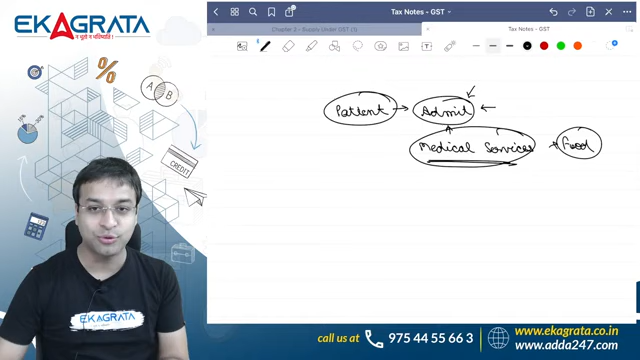 EKAGRATA
Tax Notes - GST
Chapter 3 – Supply Under GST (1)
Tax Notes - GST
%
A
B
CREDIT
Patient → Admit ←
Medical Services → Food
EKAGRATA
call us at
975 44 55 66 3
www.ekagrata.co.in
www.adda247.com